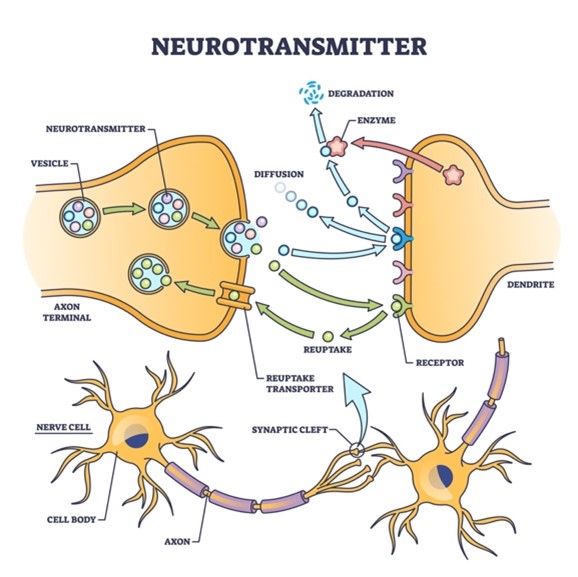 NEUROTRANSMITTER
DEGRADATION
ENZYME
NEUROTRANSMITTER
VESICLE
DIFFUSION
DENDRITE
AXON
TERMINAL
REUPTAKE
RECEPTOR
REUPTAKE
TRANSPORTER
NERVE CELL
SYNAPTIC CLEFT
CELL BODY
AXON